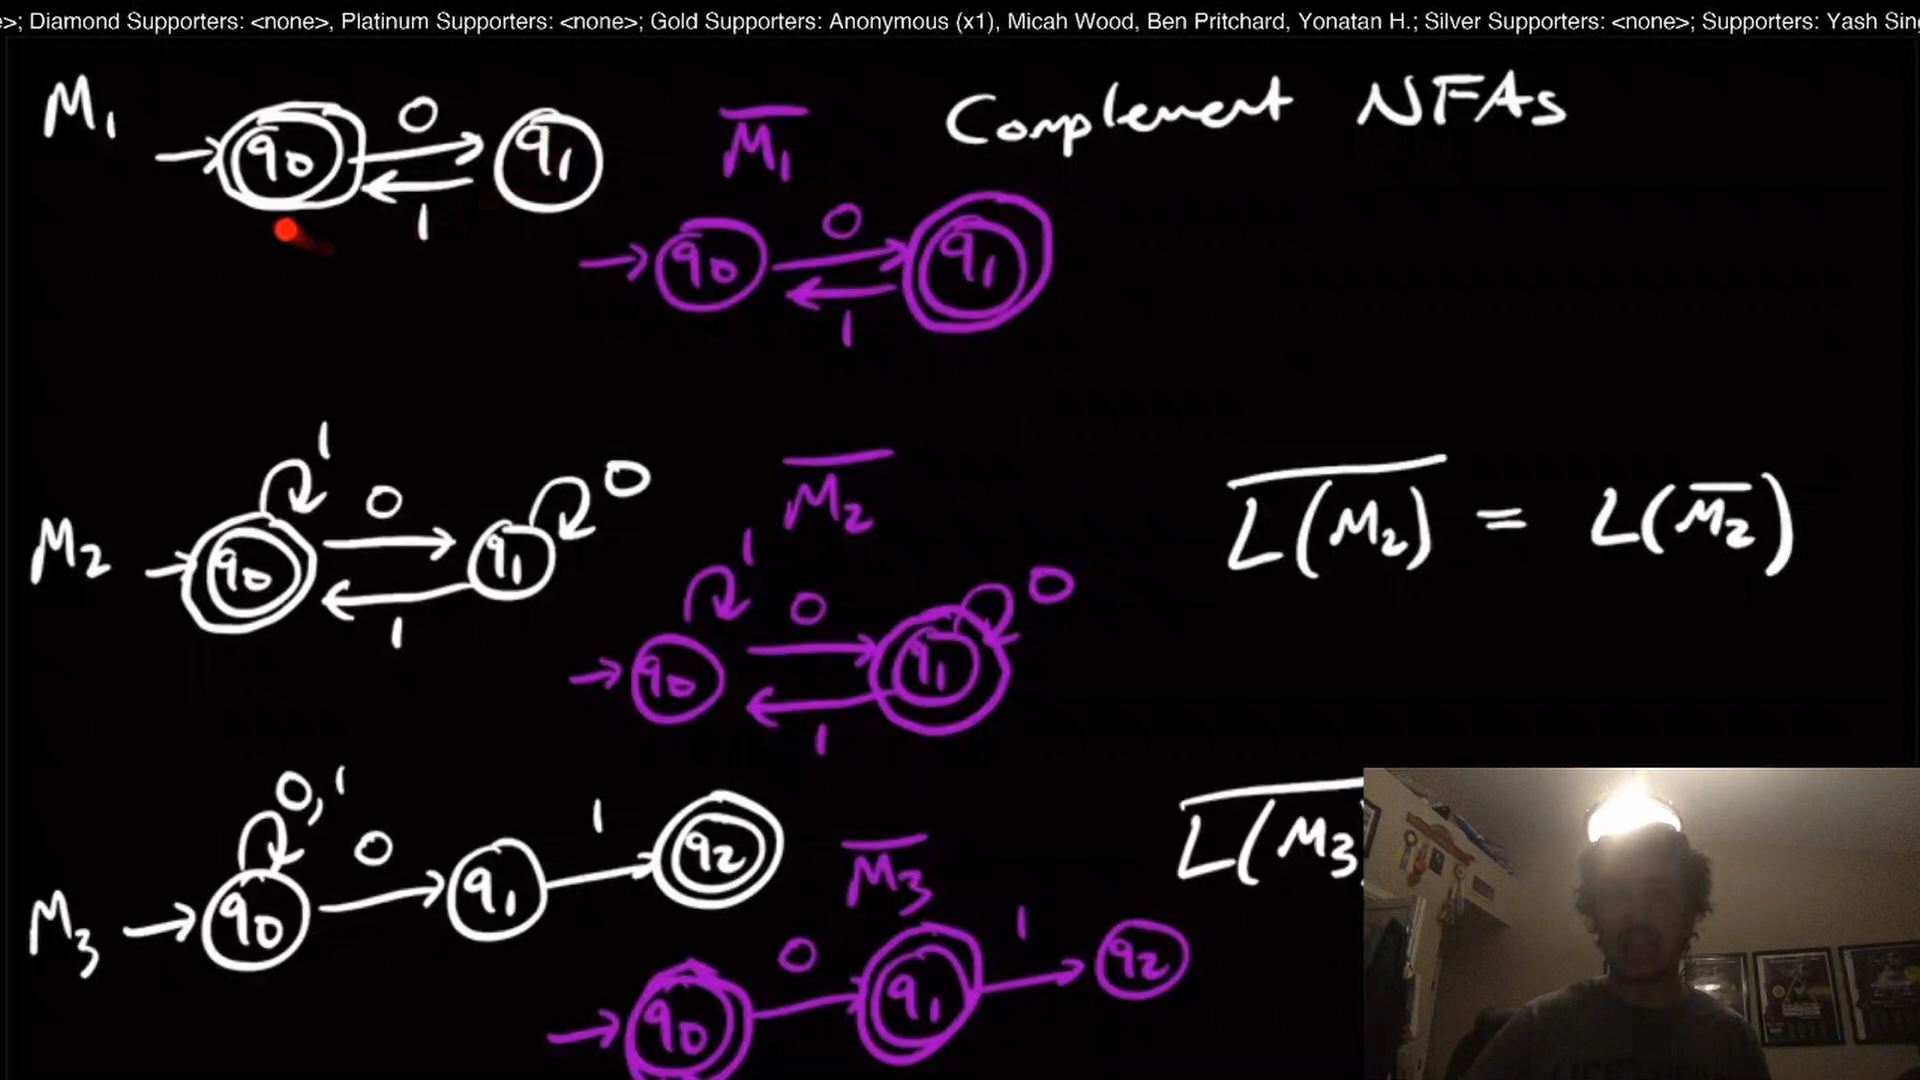 >; Diamond Supporters: <none>, Platinum Supporters: <none>; Gold Supporters: Anonymous (x1), Micah Wood, Ben Pritchard, Yonatan H.; Silver Supporters: <none>; Supporters: Yash
M₁ q₀ 0 q₁ 1
Complement NFAs
M̅₁
q₀ 0 q₁ 1
M₂ q₀ 1 0 q₁ 0 1
M̅₂
q₀ 1 0 q₁ 0 1
L(M₂)‾ = L(M̅₂)
M₃ q₀ 0,1 0 q₁ 1 q₂
M̅₃
q₀ 0 q₁ 1 q₂
L(M₃